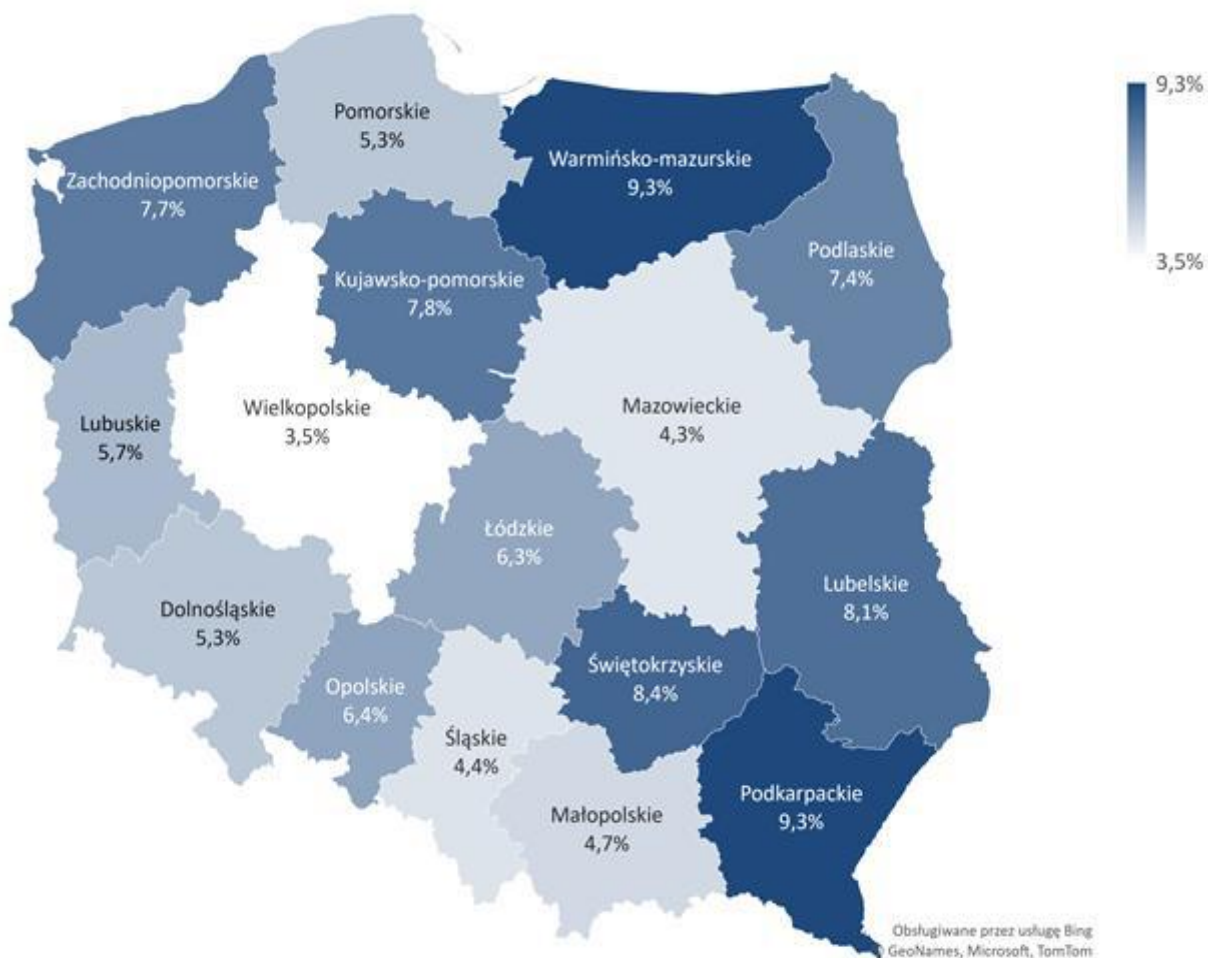 9,3%
3,5%
Pomorskie
5,3%
Warmińsko-mazurskie
9,3%
Zachodniopomorskie
7,7%
Podlaskie
7,4%
Kujawsko-pomorskie
7,8%
Wielkopolskie
3,5%
Mazowieckie
4,3%
Lubuskie
5,7%
Łódzkie
6,3%
Lubelskie
8,1%
Dolnośląskie
5,3%
Świętokrzyskie
8,4%
Opolskie
6,4%
Śląskie
4,4%
Podkarpackie
9,3%
Małopolskie
4,7%
Obsługiwane przez usługę Bing
© GeoNames, Microsoft, TomTom